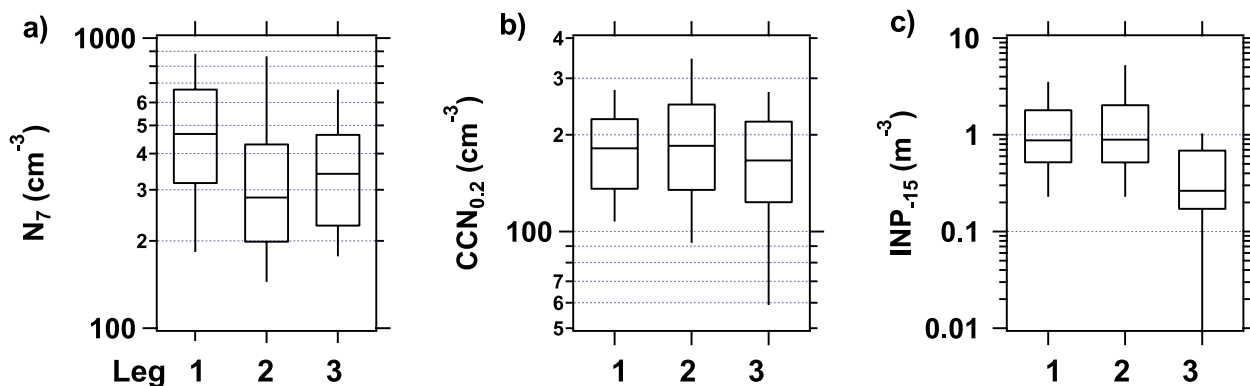 a)
N₇ (cm⁻³)
1000
6
5
4
3
2
100
Leg 1 2 3
b)
CCN₀.₂ (cm⁻³)
4
3
2
100
7
6
5
1 2 3
c)
INP₋₁₅ (m⁻³)
10
1
0.1
0.01
1 2 3